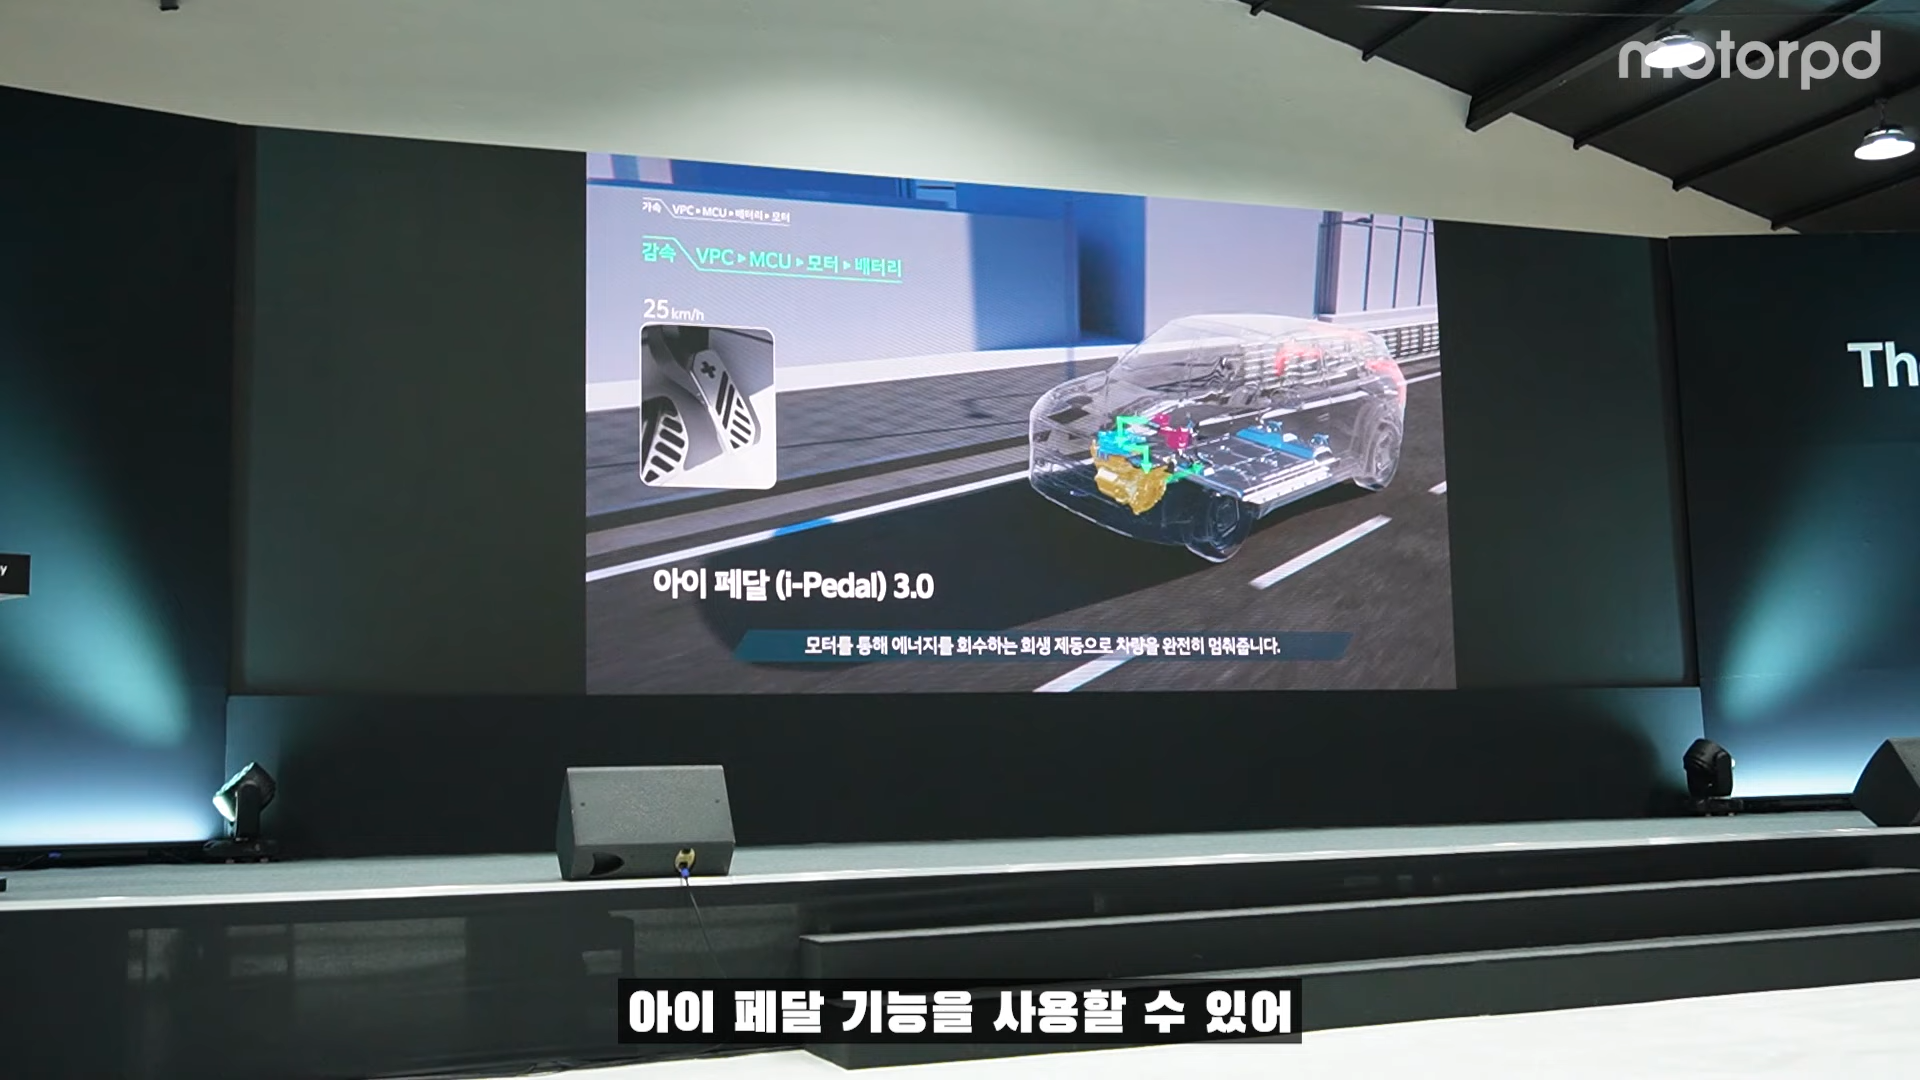 motorpd
가속 VPC ▸ MCU ▸ 배터리 ▸ 모터
감속 VPC ▸ MCU ▸ 모터 ▸ 배터리
25 km/h
Th
y
아이 페달 (i-Pedal) 3.0
모터를 통해 에너지를 회수하는 회생 제동으로 차량을 완전히 멈춰줍니다.
아이 페달 기능을 사용할 수 있어